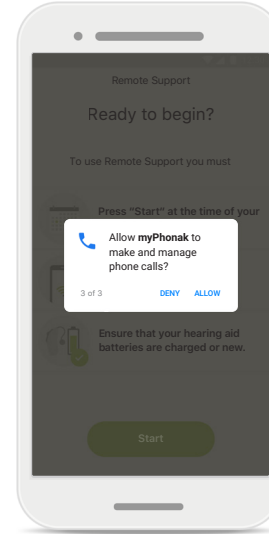 Remote Support
Ready to begin?
To use Remote Support you must
Press "Start" at the time of your
Allow myPhonak to
make and manage
phone calls?
3 of 3 DENY ALLOW
Ensure that your hearing aid
batteries are charged or new.
Start